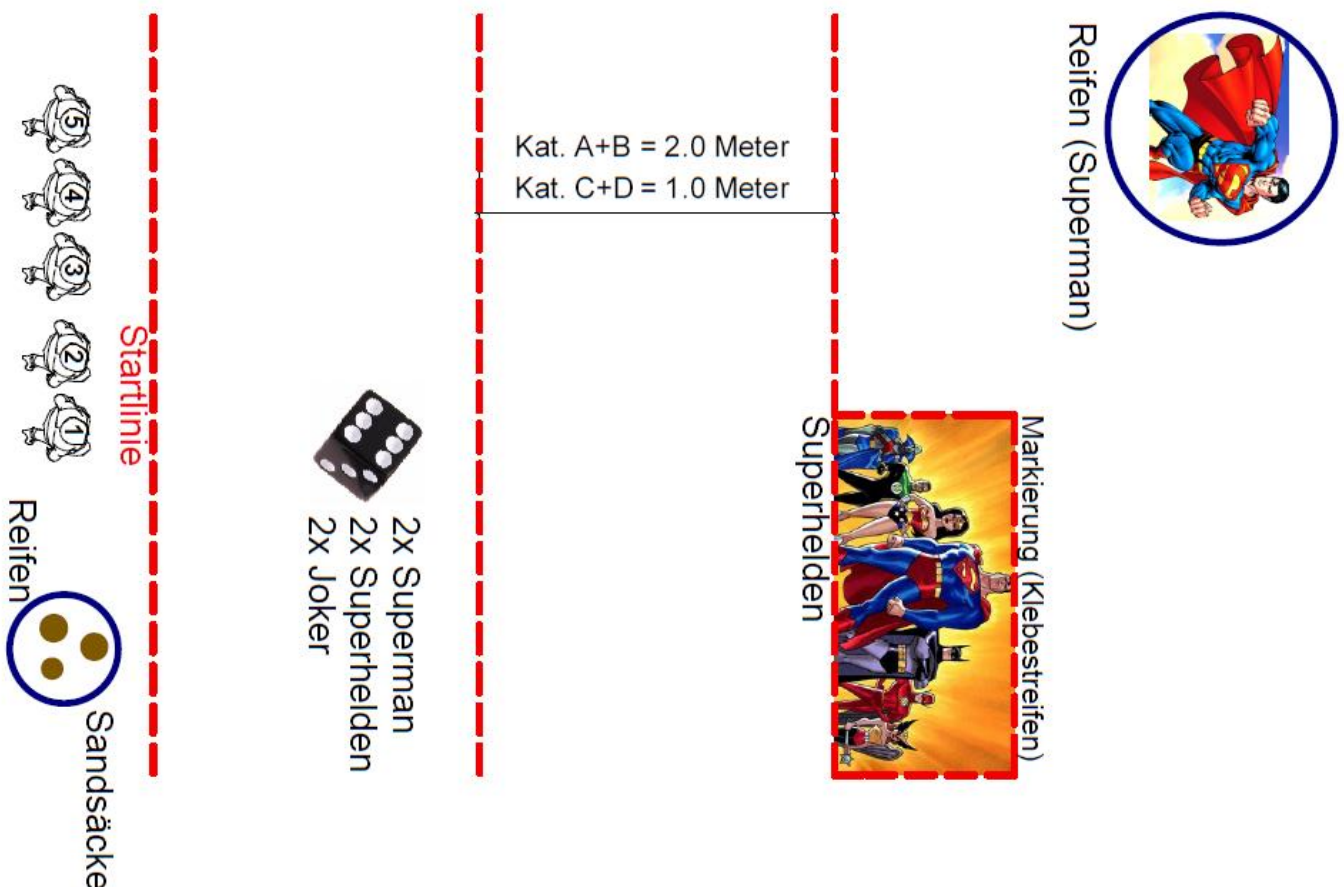 Reifen (Superman)
Kat. A+B = 2.0 Meter
Kat. C+D = 1.0 Meter
Markierung (Klebestreifen)
Superhelden
2x Superman
2x Superhelden
2x Joker
Startlinie
5
4
3
2
1
Reifen
Sandsäcke